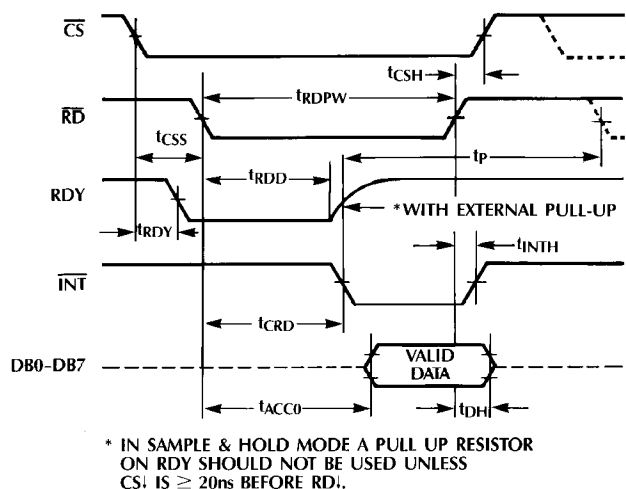 CS
tCSH
tRDPW
RD
tCSS
tP
tRDD
RDY
* WITH EXTERNAL PULL-UP
tRDY
tINTH
INT
tCRD
DB0-DB7
VALID
DATA
tACC0
tDH
* IN SAMPLE & HOLD MODE A PULL UP RESISTOR
ON RDY SHOULD NOT BE USED UNLESS
CS↓ IS ≥ 20ns BEFORE RD↓.